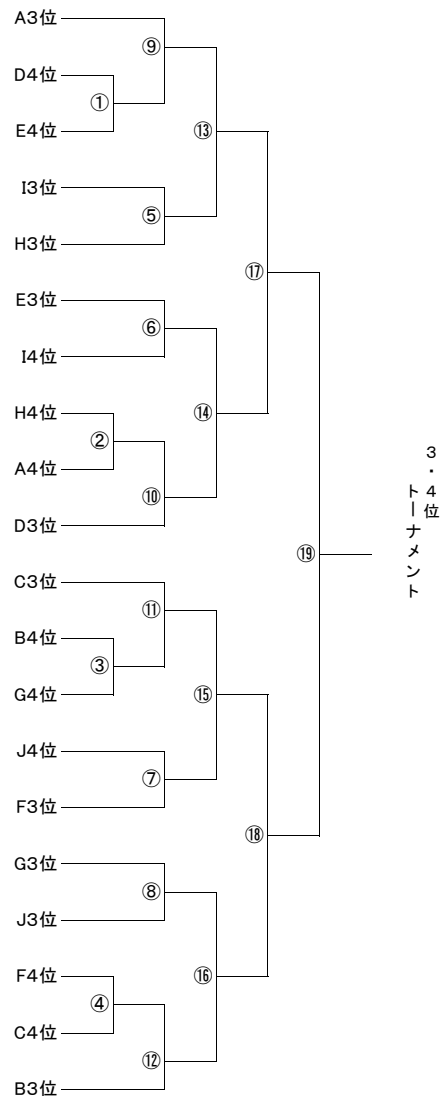 A3位
⑨
D4位
①
E4位
⑬
I3位
⑤
H3位
⑰
E3位
⑥
I4位
H4位
⑭
②
A4位
⑩
D3位
⑲
3・4位
トーナメント
C3位
⑪
B4位
③
G4位
⑮
J4位
⑦
F3位
⑱
G3位
⑧
J3位
F4位
⑯
④
C4位
⑫
B3位